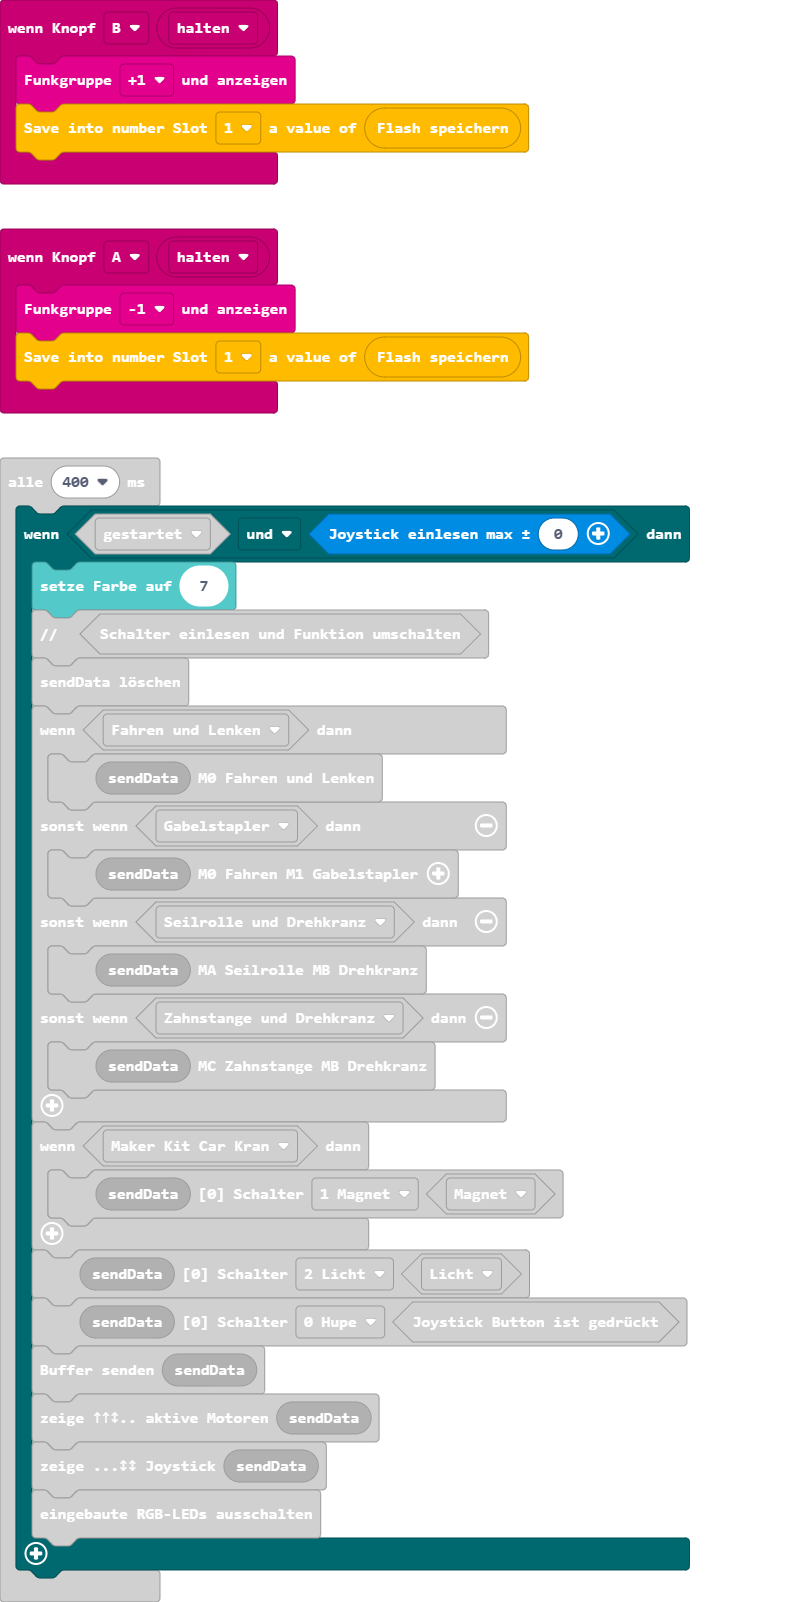 wenn Knopf B halten
Funkgruppe +1 und anzeigen
Save into number Slot 1 a value of Flash speichern
wenn Knopf A halten
Funkgruppe -1 und anzeigen
Save into number Slot 1 a value of Flash speichern
alle 400 ms
wenn gestartet und Joystick einlesen max ± 0 dann
setze Farbe auf 7
// Schalter einlesen und Funktion umschalten
sendData löschen
wenn Fahren und Lenken dann
sendData M0 Fahren und Lenken
sonst wenn Gabelstapler dann
sendData M0 Fahren M1 Gabelstapler
sonst wenn Seilrolle und Drehkranz dann
sendData MA Seilrolle MB Drehkranz
sonst wenn Zahnstange und Drehkranz dann
sendData MC Zahnstange MB Drehkranz
wenn Maker Kit Car Kran dann
sendData [0] Schalter 1 Magnet Magnet
sendData [0] Schalter 2 Licht Licht
sendData [0] Schalter 0 Hupe Joystick Button ist gedrückt
Buffer senden sendData
zeige ↑↑↕.. aktive Motoren sendData
zeige ...↕↕ Joystick sendData
eingebaute RGB-LEDs ausschalten